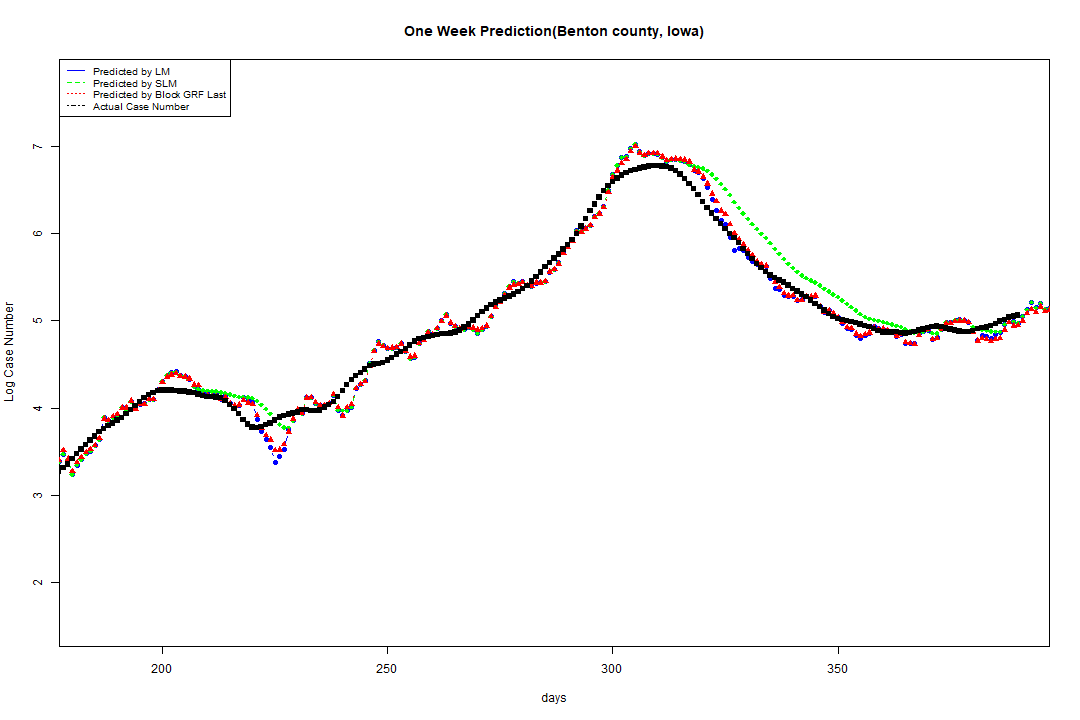 One Week Prediction(Benton county, Iowa)
Predicted by LM
Predicted by SLM
Predicted by Block GRF Last
Actual Case Number
7
6
5
4
3
2
Log Case Number
200 250 300 350
days